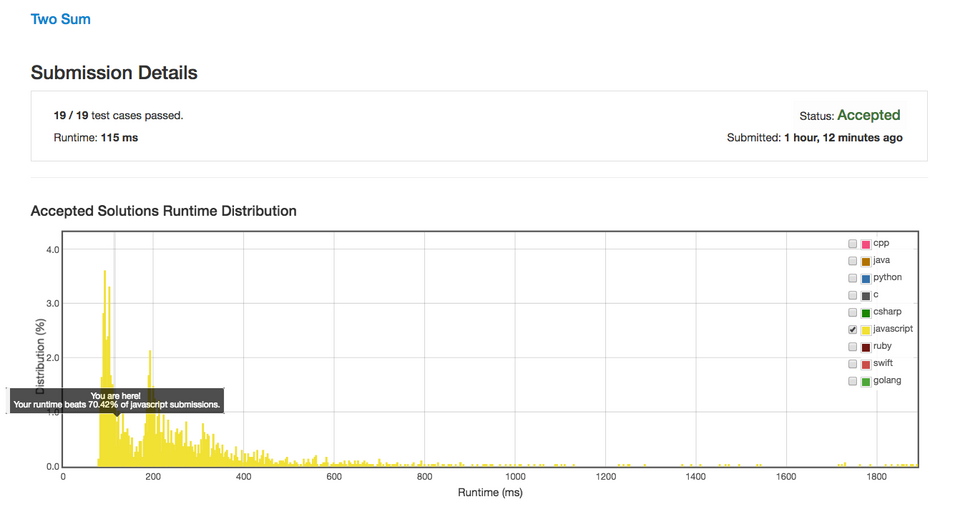 Two Sum
Submission Details
19 / 19 test cases passed.
Status: Accepted
Runtime: 115 ms
Submitted: 1 hour, 12 minutes ago
Accepted Solutions Runtime Distribution
4.0
3.0
2.0
1.0
0.0
Distribution (%)
You are here!
Your runtime beats 70.42% of javascript submissions.
cpp
java
python
c
csharp
javascript
ruby
swift
golang
0 200 400 600 800 1000 1200 1400 1600 1800
Runtime (ms)